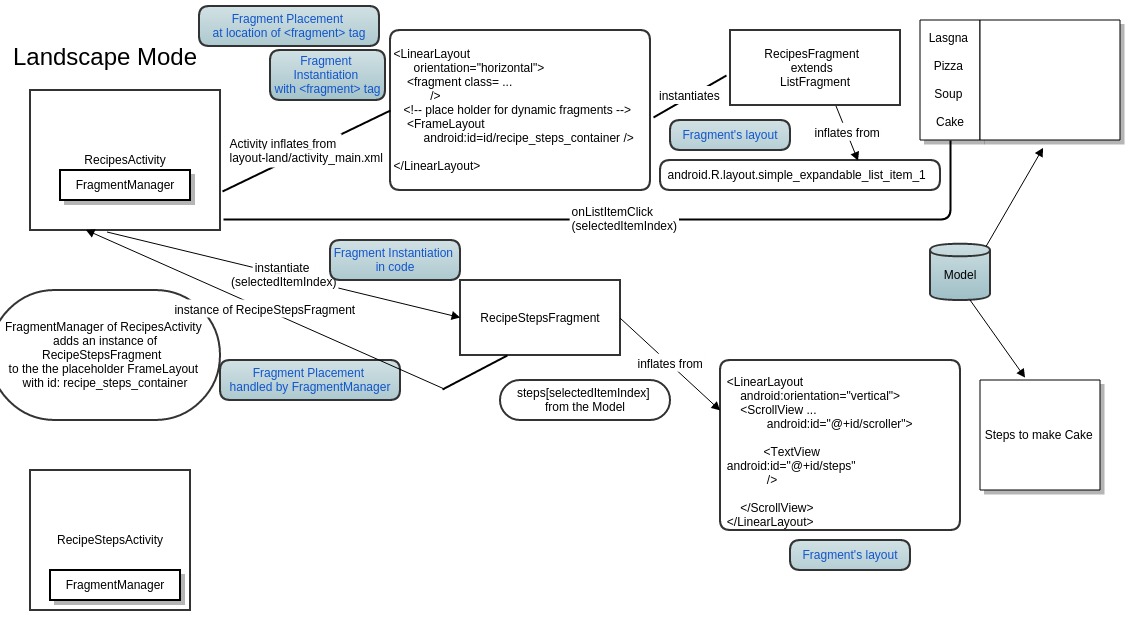 Landscape Mode
Fragment Placement
at location of <fragment> tag
Fragment
Instantiation
with <fragment> tag
<LinearLayout
orientation="horizontal">
<fragment class= ...
/>
<!-- place holder for dynamic fragments -->
<FrameLayout
android:id=id/recipe_steps_container />
</LinearLayout>
instantiates
RecipesFragment
extends
ListFragment
Fragment's layout
inflates from
android.R.layout.simple_expandable_list_item_1
Lasgna
Pizza
Soup
Cake
RecipesActivity
FragmentManager
Activity inflates from
layout-land/activity_main.xml
onListItemClick
(selectedItemIndex)
Fragment Instantiation
in code
instantiate
(selectedItemIndex)
instance of RecipeStepsFragment
FragmentManager of RecipesActivity
adds an instance of
RecipeStepsFragment
to the the placeholder FrameLayout
with id: recipe_steps_container
Fragment Placement
handled by FragmentManager
RecipeStepsFragment
steps[selectedItemIndex]
from the Model
inflates from
<LinearLayout
android:orientation="vertical">
<ScrollView ...
android:id="@+id/scroller">
<TextView
android:id="@+id/steps"
/>
</ScrollView>
</LinearLayout>
Fragment's layout
Model
Steps to make Cake
RecipeStepsActivity
FragmentManager